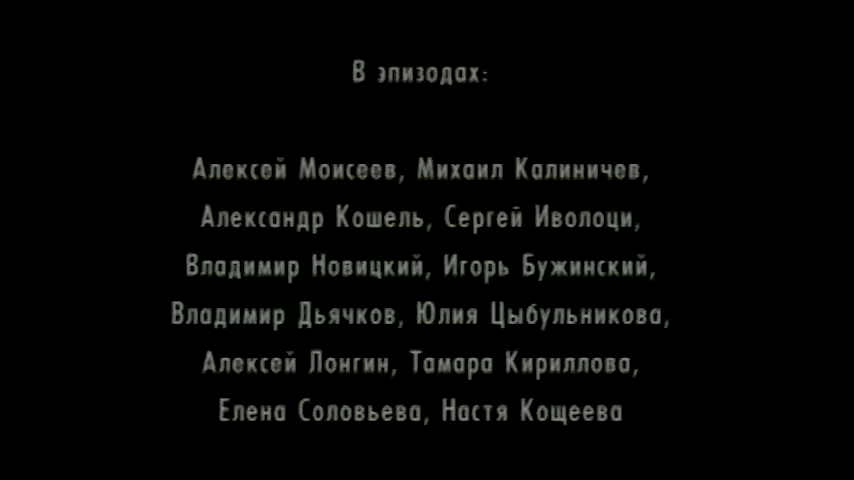 В эпизодах:
Алексей Моисеев, Михаил Калиничев,
Александр Кошель, Сергей Иволоци,
Владимир Новицкий, Игорь Бужинский,
Владимир Дьячков, Юлия Цыбульникова,
Алексей Лонгин, Тамара Кириллова,
Елена Соловьева, Настя Кощеева